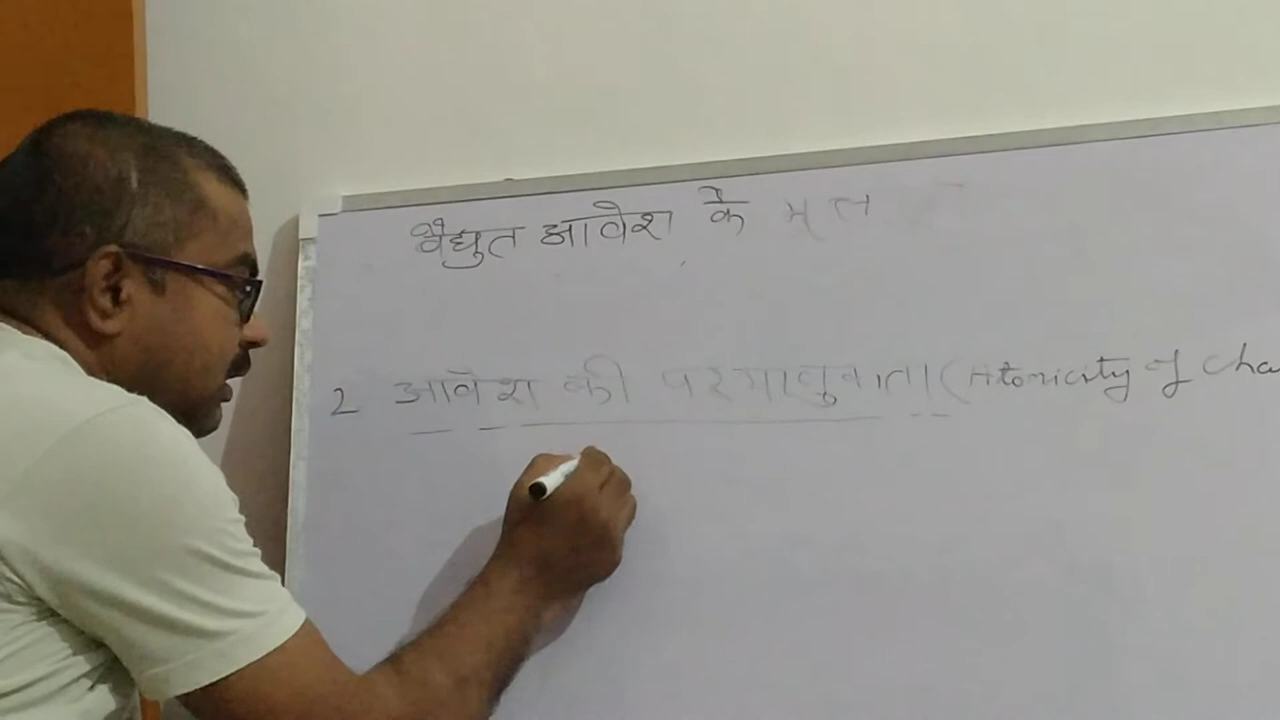 वैद्युत आवेश के मूल
2 आवेश की परमाणुकता (Atomicity of Cha